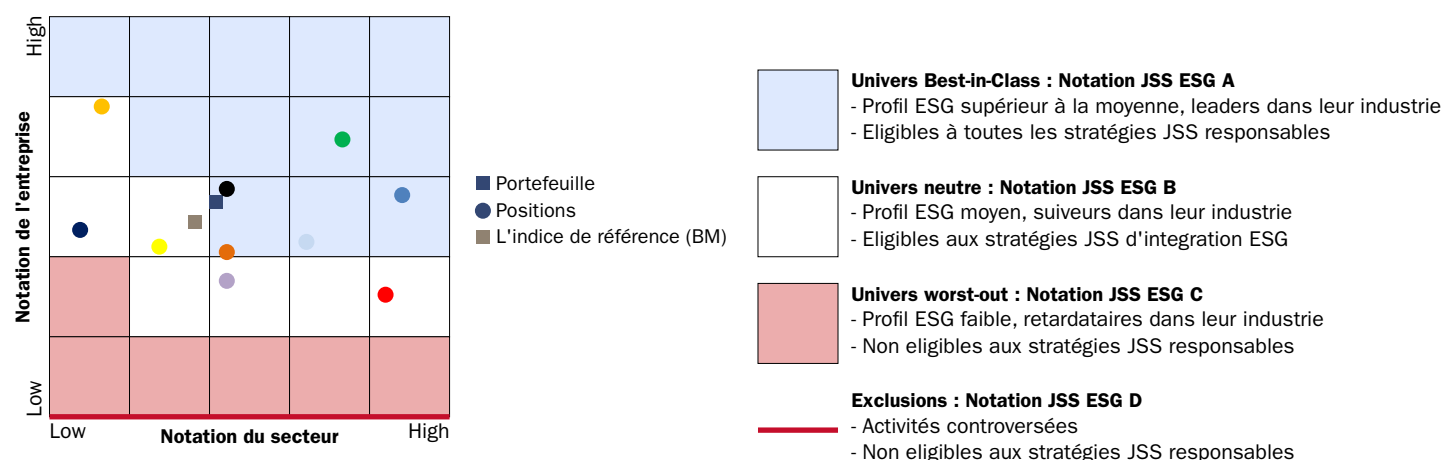 High
Notation de l'entreprise
Low
Low
Notation du secteur
High
Portefeuille
Positions
L'indice de référence (BM)
Univers Best-in-Class : Notation JSS ESG A
- Profil ESG supérieur à la moyenne, leaders dans leur industrie
- Eligibles à toutes les stratégies JSS responsables
Univers neutre : Notation JSS ESG B
- Profil ESG moyen, suiveurs dans leur industrie
- Eligibles aux stratégies JSS d'integration ESG
Univers worst-out : Notation JSS ESG C
- Profil ESG faible, retardataires dans leur industrie
- Non eligibles aux stratégies JSS responsables
Exclusions : Notation JSS ESG D
- Activités controversées
- Non eligibles aux stratégies JSS responsables